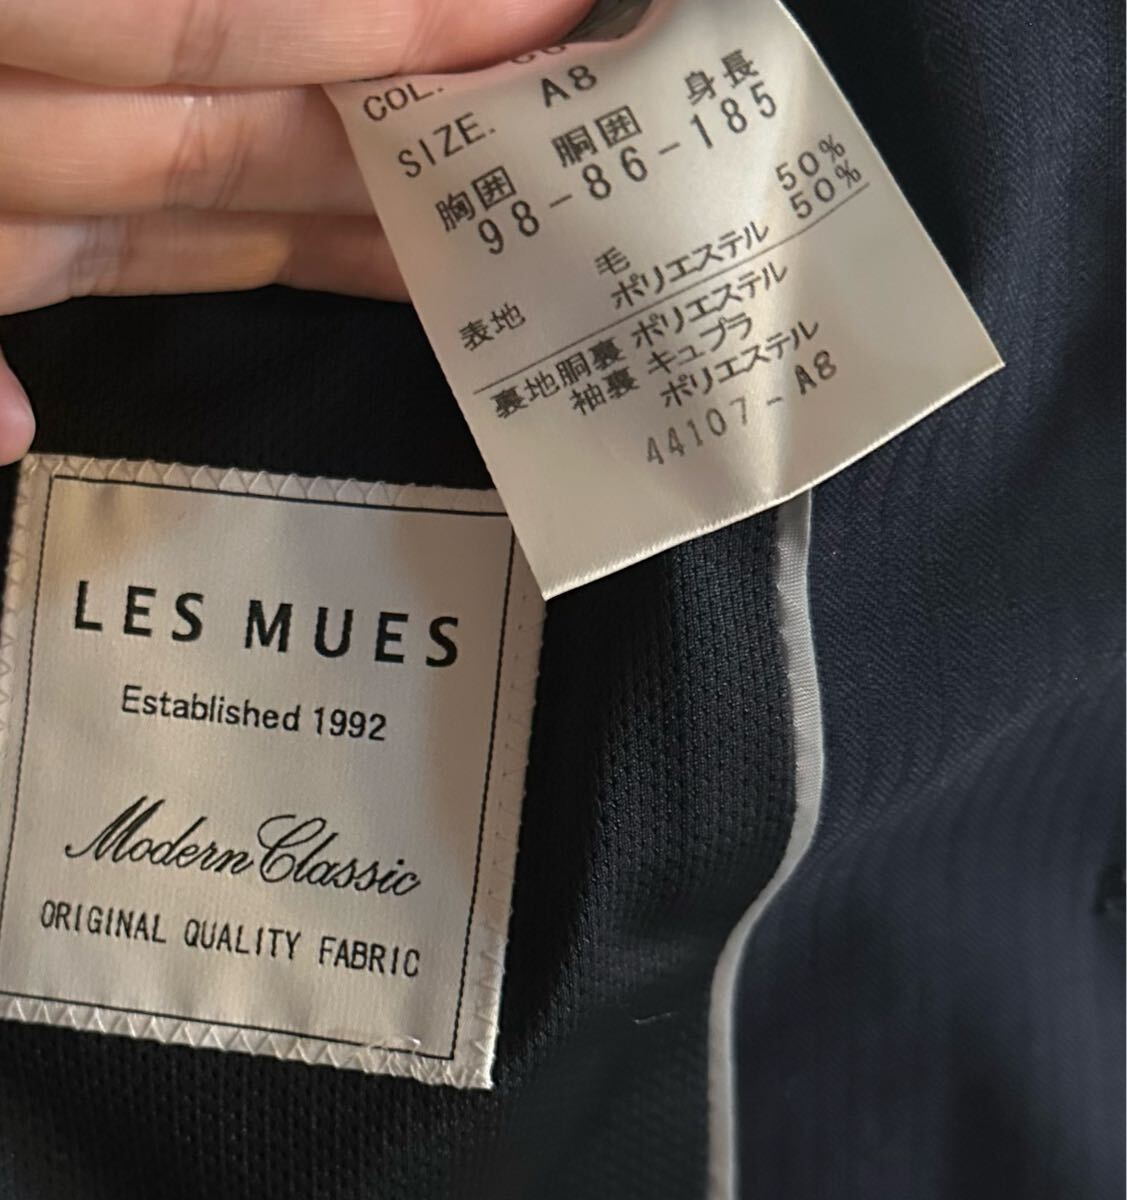 COL.
SIZE. A8
胸囲 胴囲 身長
98-86-185
表地 毛 50%
ポリエステル 50%
裏地胴裏 ポリエステル
袖裏 キュプラ
ポリエステル
44107-A8
LES MUES
Established 1992
Modern Classic
ORIGINAL QUALITY FABRIC